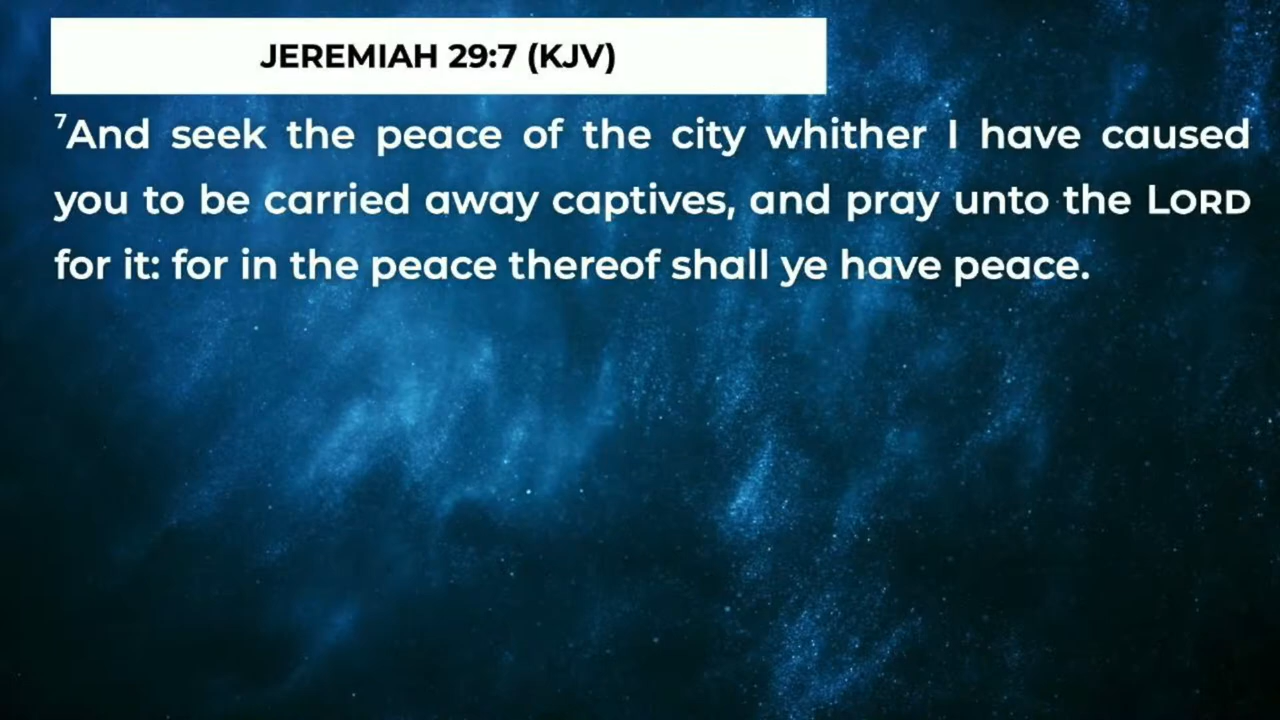 JEREMIAH 29:7 (KJV)
⁷And seek the peace of the city whither I have caused
you to be carried away captives, and pray unto the LORD
for it: for in the peace thereof shall ye have peace.